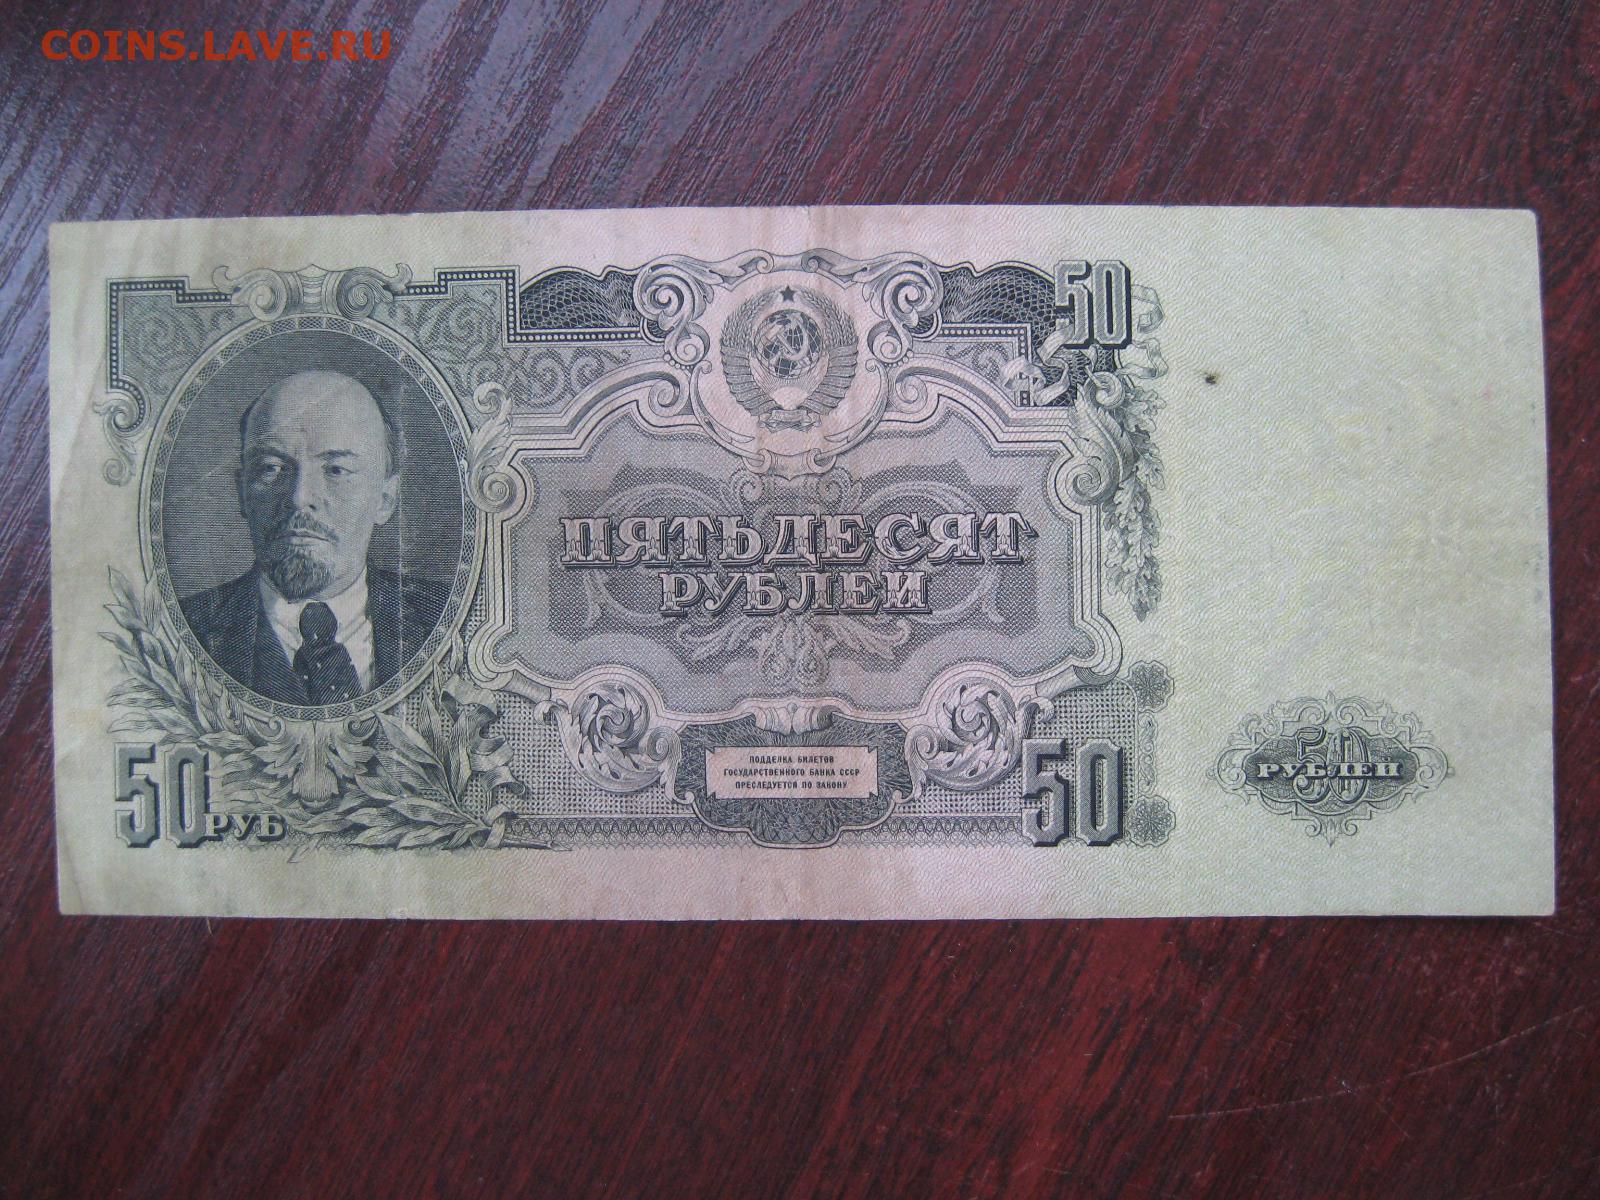 COINS.LAVE.RU
50
ПЯТЬДЕСЯТ
РУБЛЕЙ
50 РУБ
ПОДДЕЛКА БИЛЕТОВ
ГОСУДАРСТВЕННОГО БАНКА СССР
ПРЕСЛЕДУЕТСЯ ПО ЗАКОНУ
50
50
РУБЛЕЙ